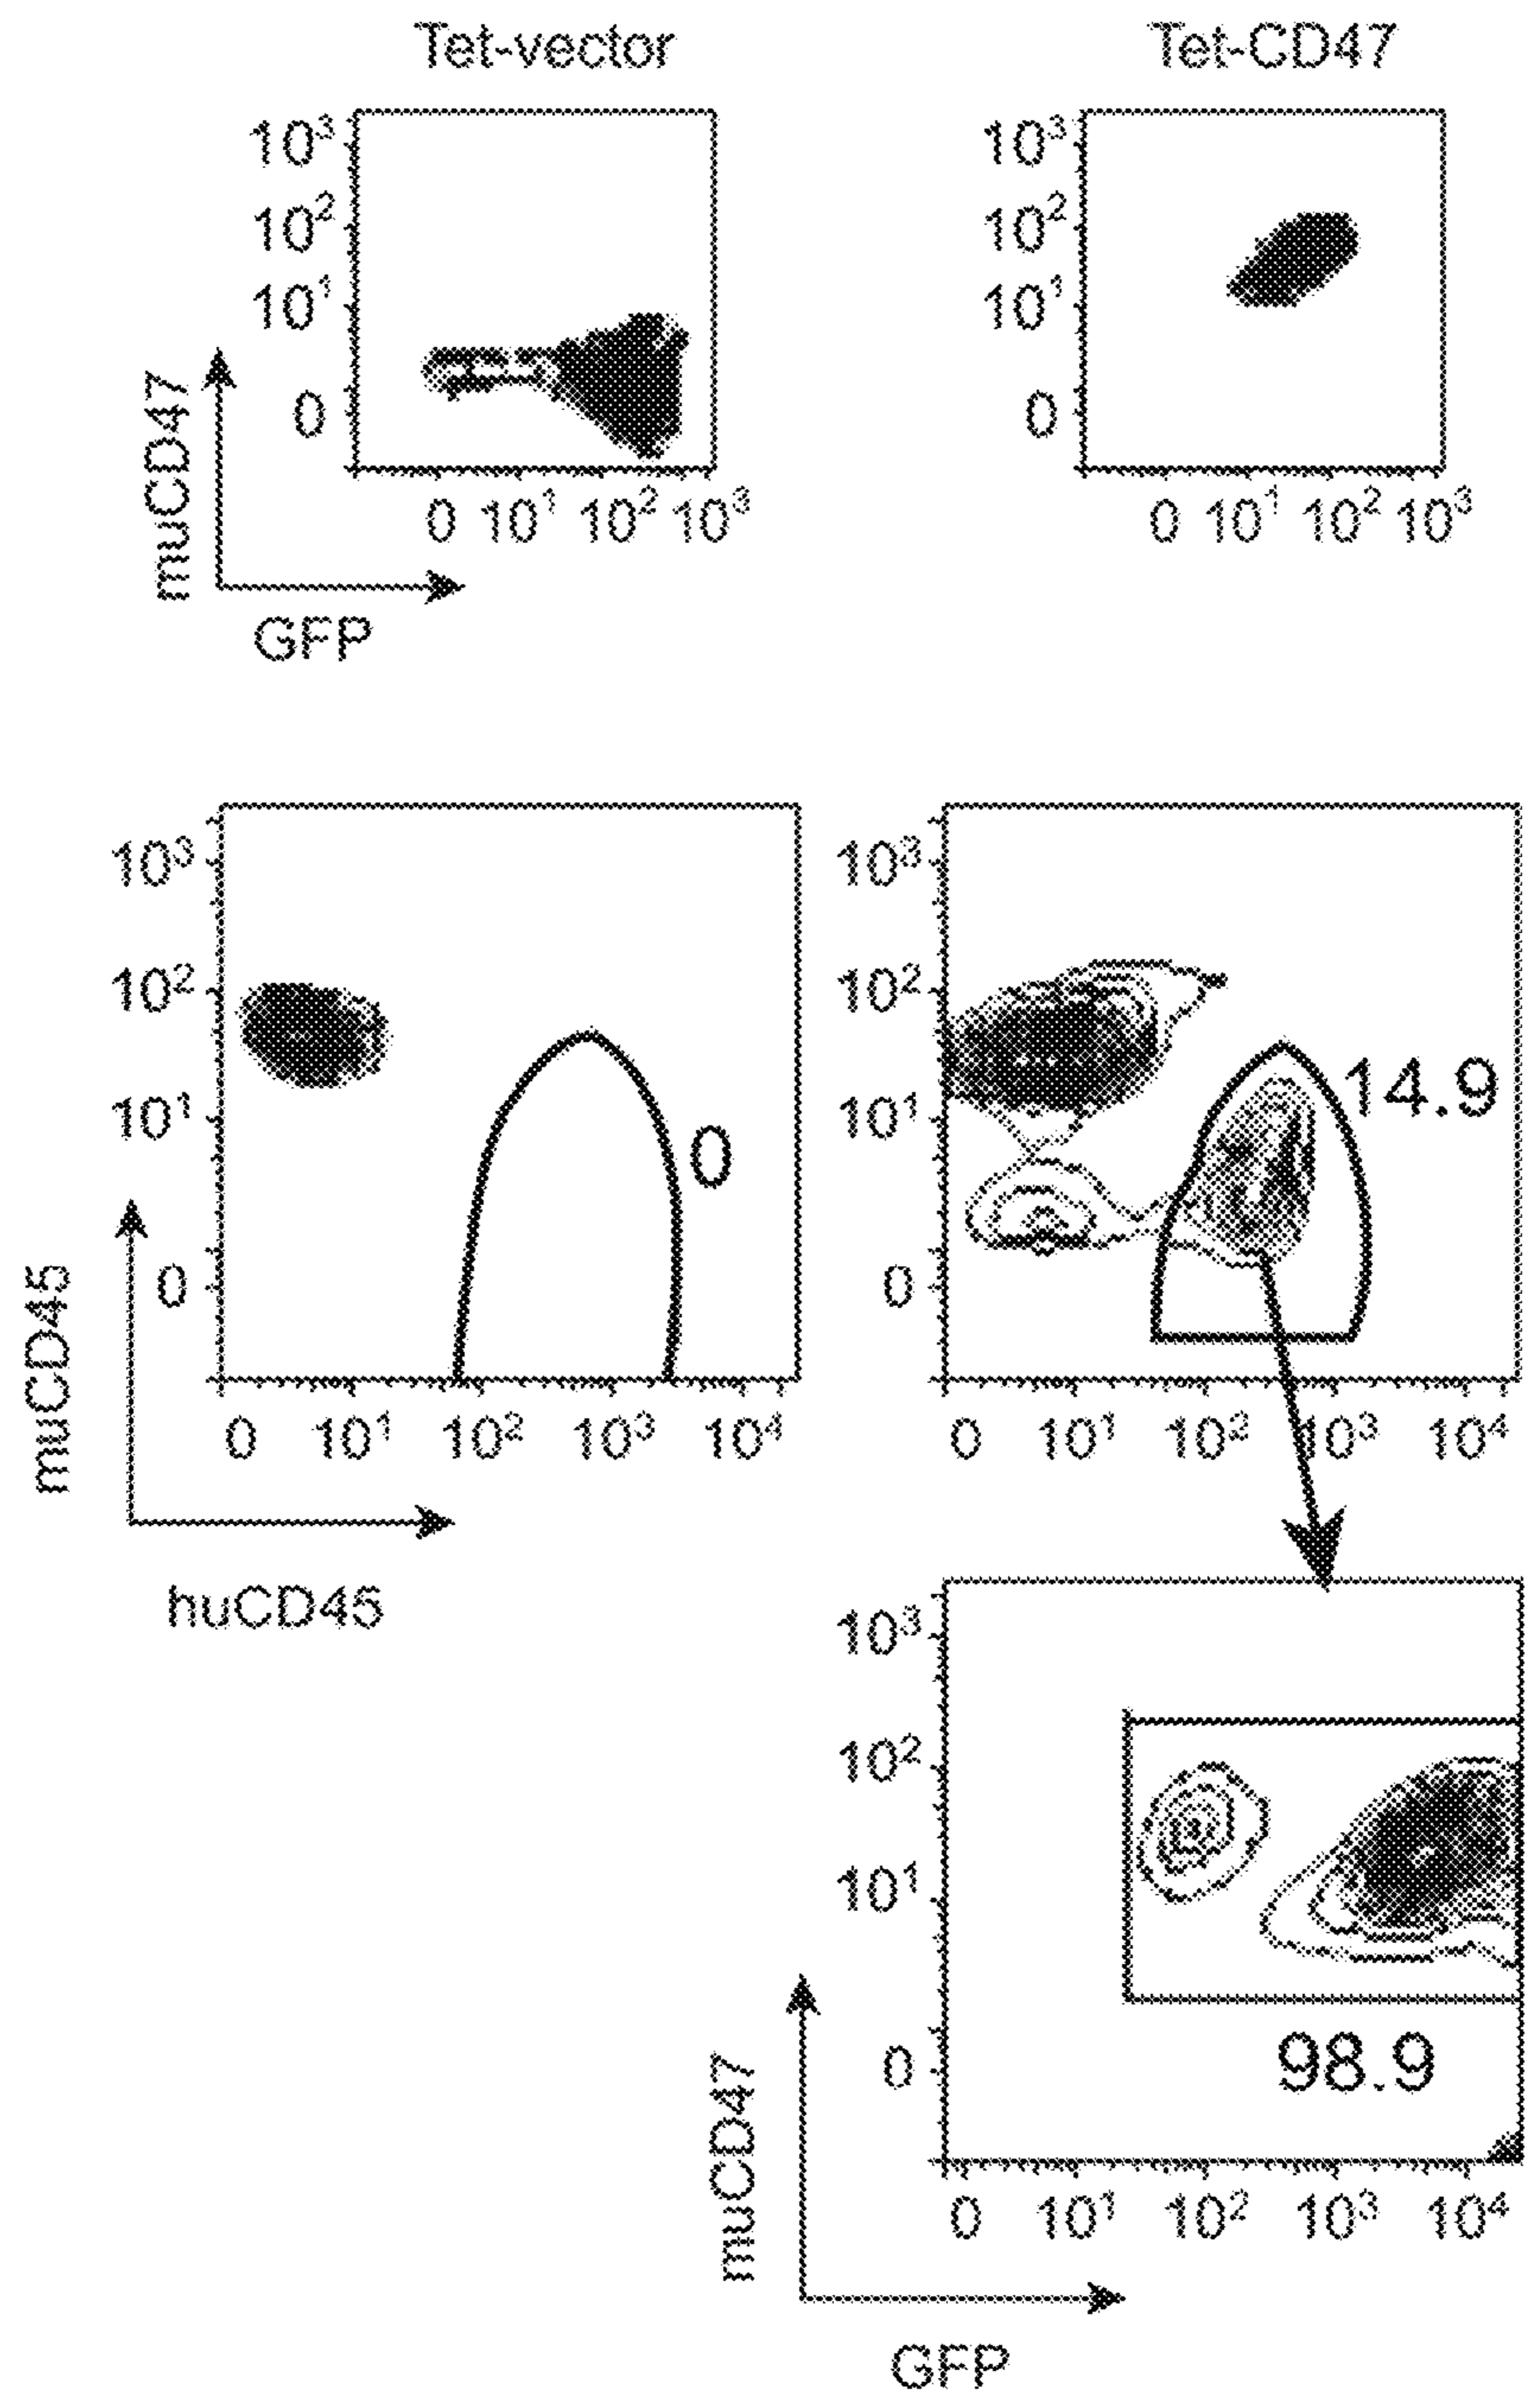 Tet-vector Tet-CD47
10³ 10³
10² 10²
10¹ 10¹
0 0
muCD47
0 10¹ 10² 10³ 0 10¹ 10² 10³
GFP
10³ 10³
10² 10²
14.9
10¹ 10¹
0
0 0
muCD45
0 10¹ 10² 10³ 10⁴ 0 10¹ 10² 10³ 10⁴
huCD45
10³
10²
10¹
0
98.9
muCD47
0 10¹ 10² 10³ 10⁴
GFP